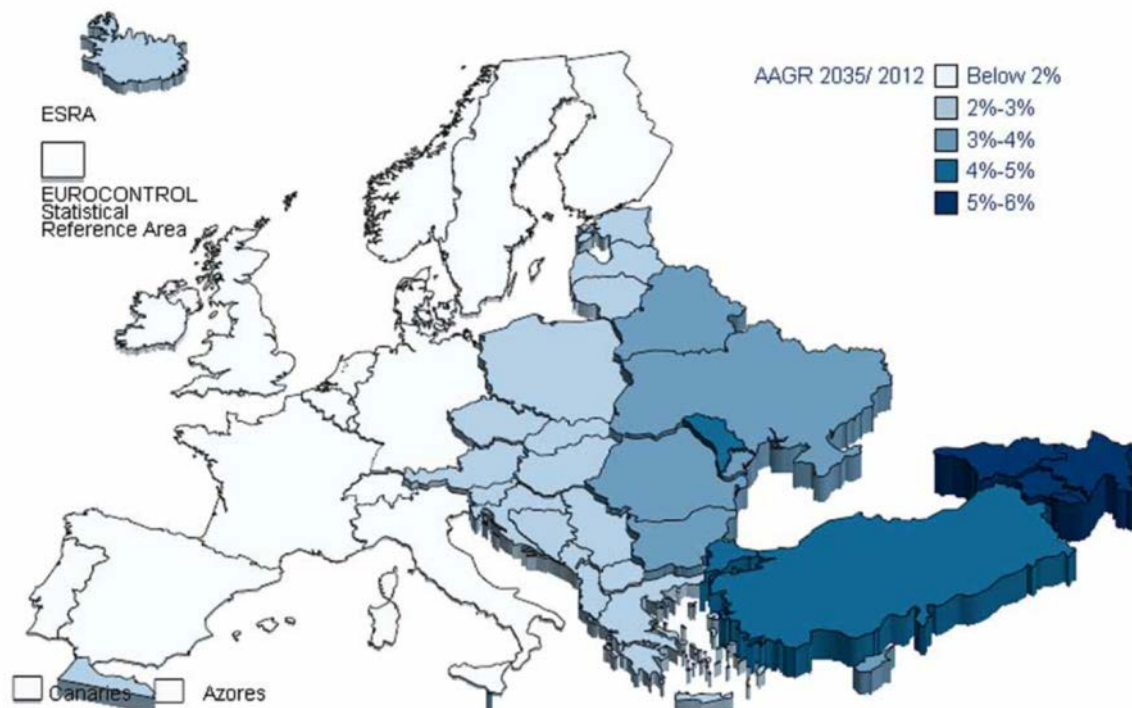 ESRA
EUROCONTROL
Statistical
Reference Area
AAGR 2035/ 2012
Below 2%
2%-3%
3%-4%
4%-5%
5%-6%
Canaries
Azores